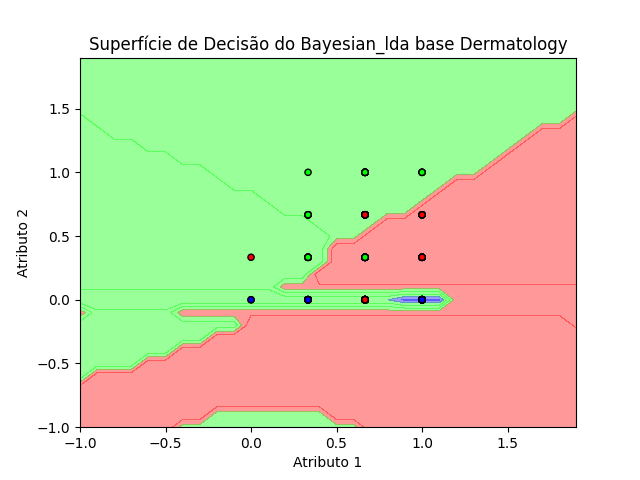 Superfície de Decisão do Bayesian_lda base Dermatology
Atributo 2
1.5
1.0
0.5
0.0
−0.5
−1.0
−1.0 −0.5 0.0 0.5 1.0 1.5
Atributo 1